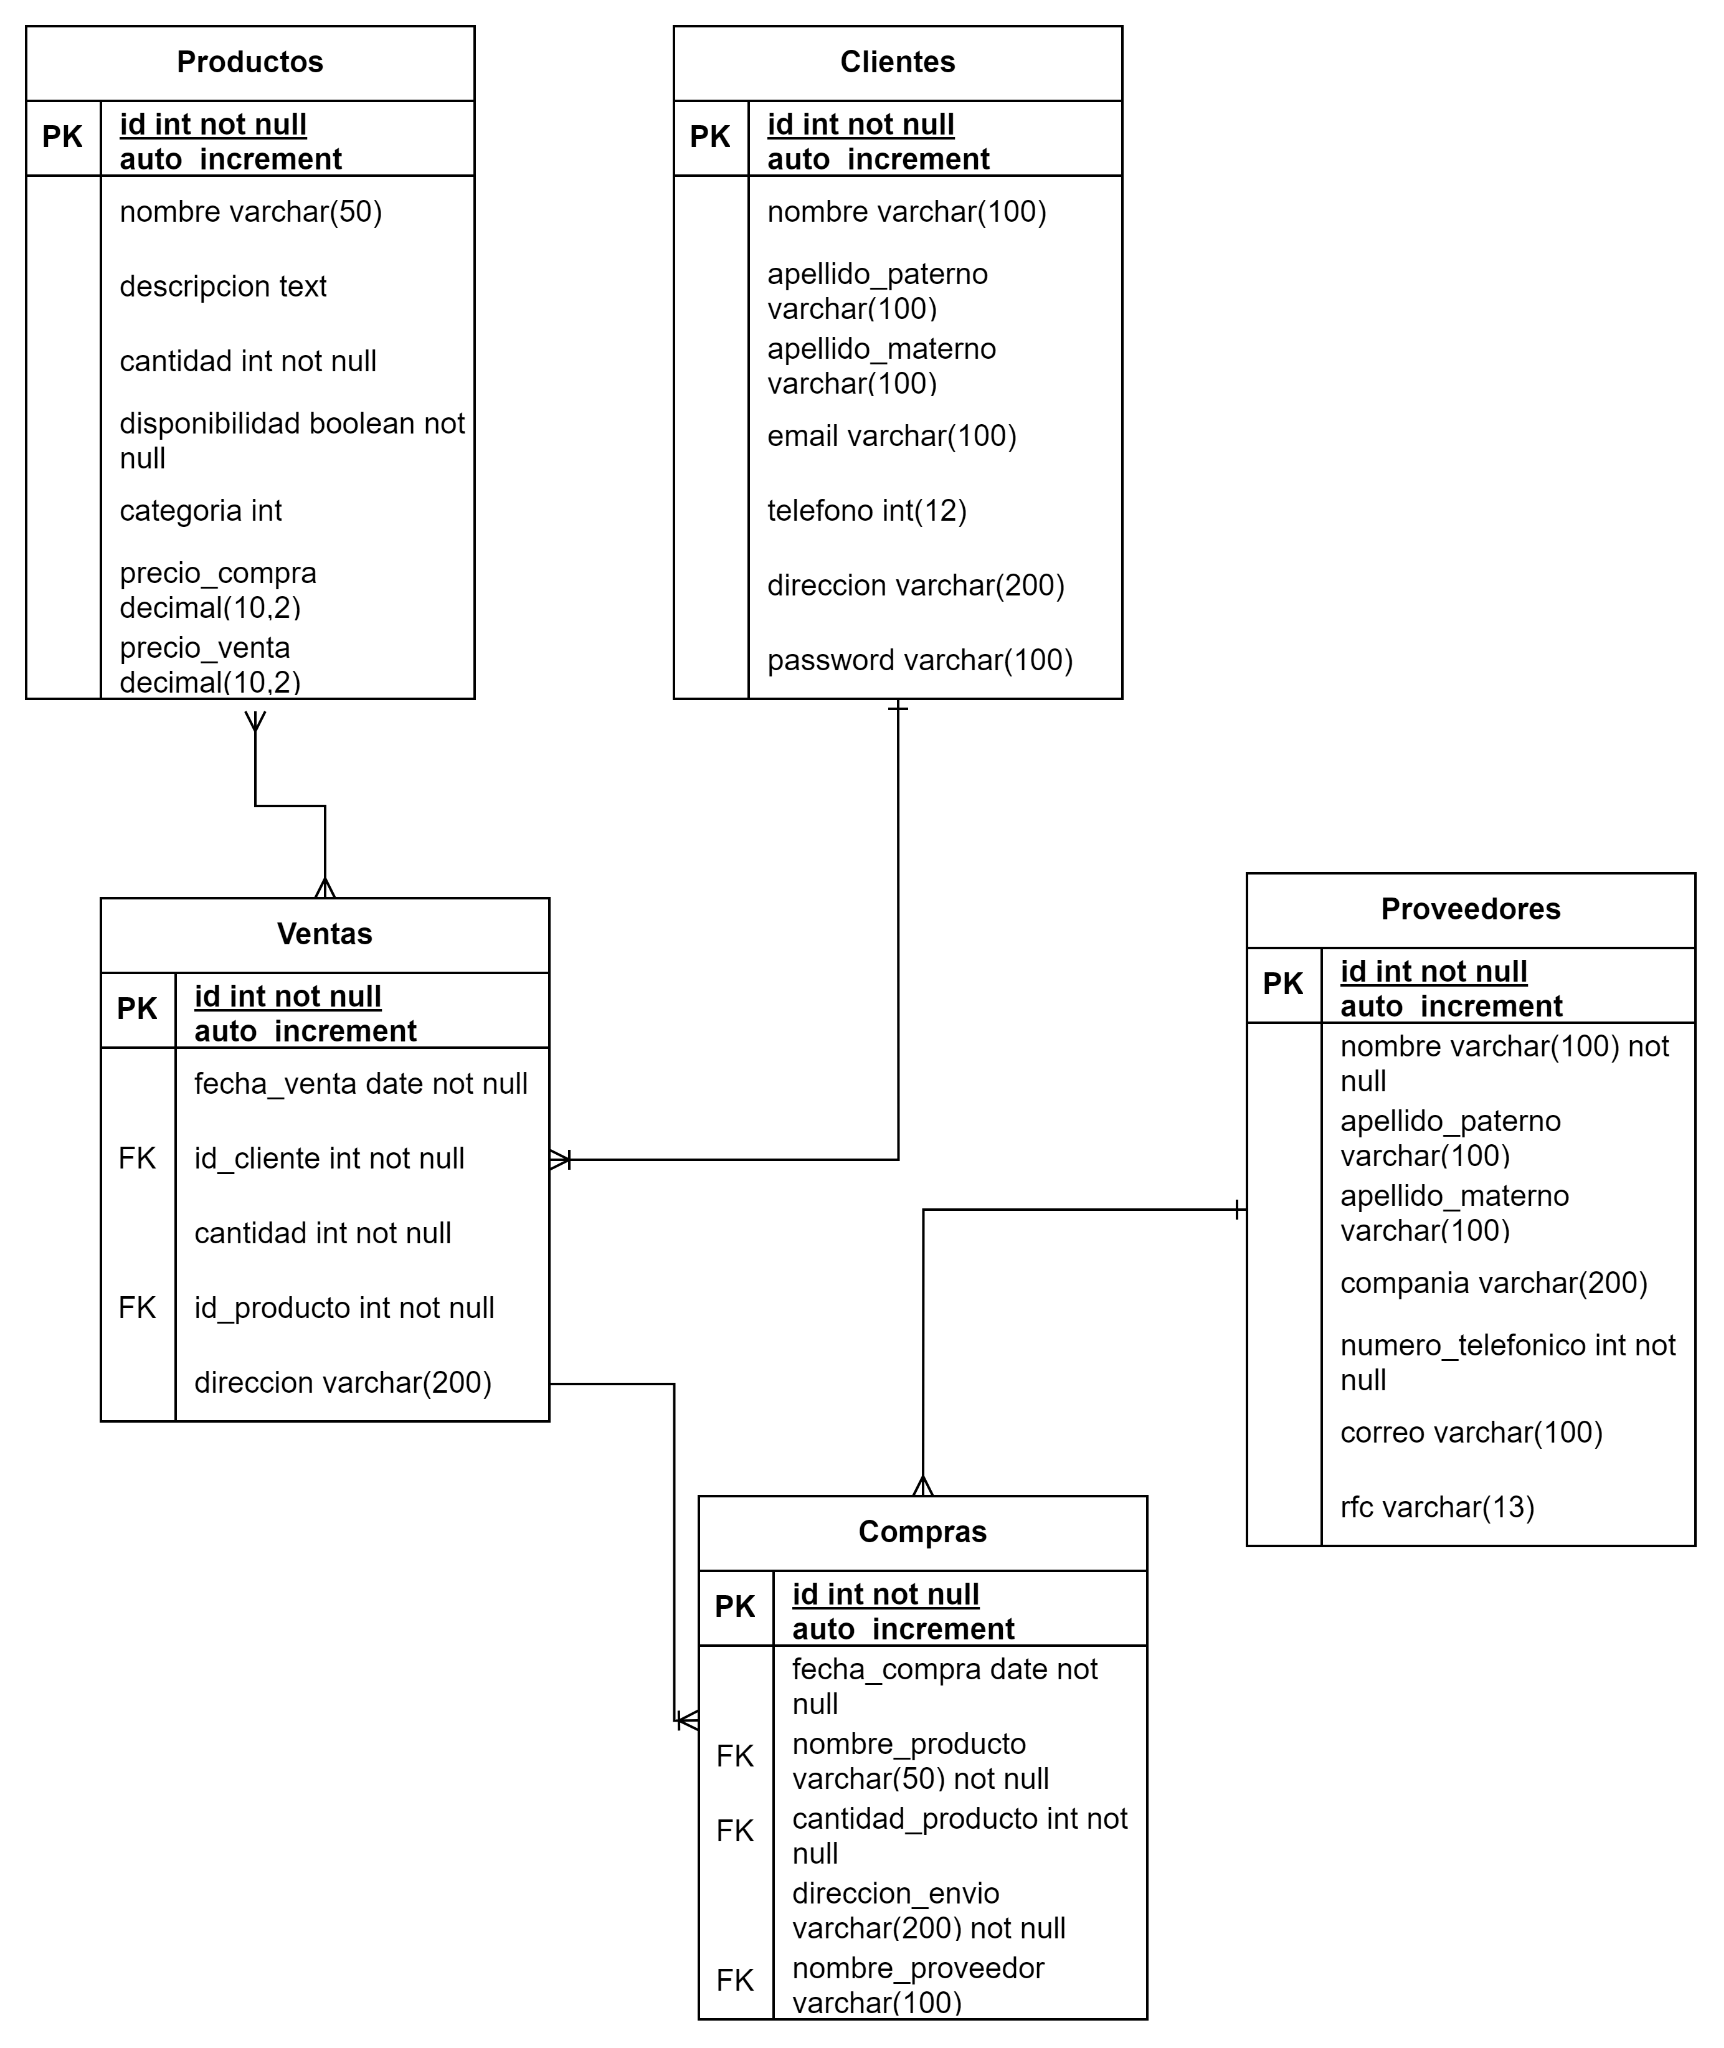 Productos
PK
id int not null
auto_increment
nombre varchar(50)
descripcion text
cantidad int not null
disponibilidad boolean not
null
categoria int
precio_compra
decimal(10,2)
precio_venta
decimal(10,2)
Clientes
PK
id int not null
auto_increment
nombre varchar(100)
apellido_paterno
varchar(100)
apellido_materno
varchar(100)
email varchar(100)
telefono int(12)
direccion varchar(200)
password varchar(100)
Ventas
PK
id int not null
auto_increment
fecha_venta date not null
FK
id_cliente int not null
cantidad int not null
FK
id_producto int not null
direccion varchar(200)
Proveedores
PK
id int not null
auto_increment
nombre varchar(100) not
null
apellido_paterno
varchar(100)
apellido_materno
varchar(100)
compania varchar(200)
numero_telefonico int not
null
correo varchar(100)
rfc varchar(13)
Compras
PK
id int not null
auto_increment
fecha_compra date not
null
FK
nombre_producto
varchar(50) not null
FK
cantidad_producto int not
null
direccion_envio
varchar(200) not null
FK
nombre_proveedor
varchar(100)